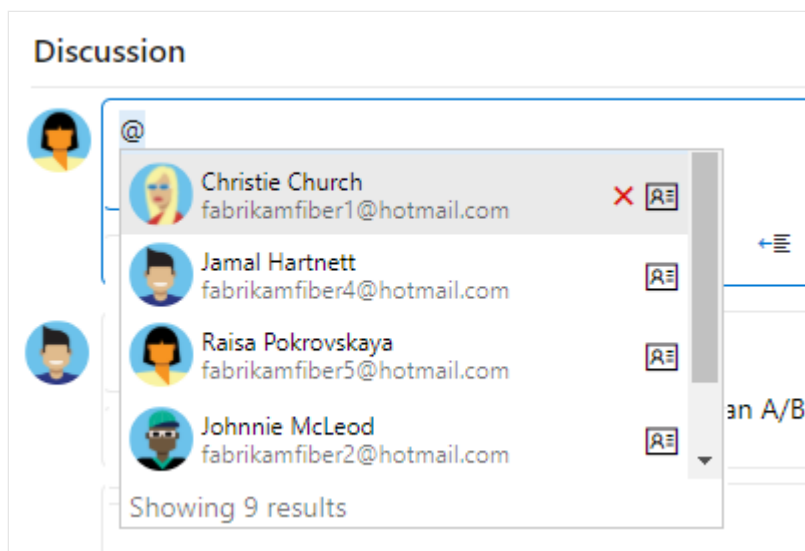 Discussion
@
Christie Church
fabrikamfiber1@hotmail.com
Jamal Hartnett
fabrikamfiber4@hotmail.com
Raisa Pokrovskaya
fabrikamfiber5@hotmail.com
an A/B
Johnnie McLeod
fabrikamfiber2@hotmail.com
Showing 9 results